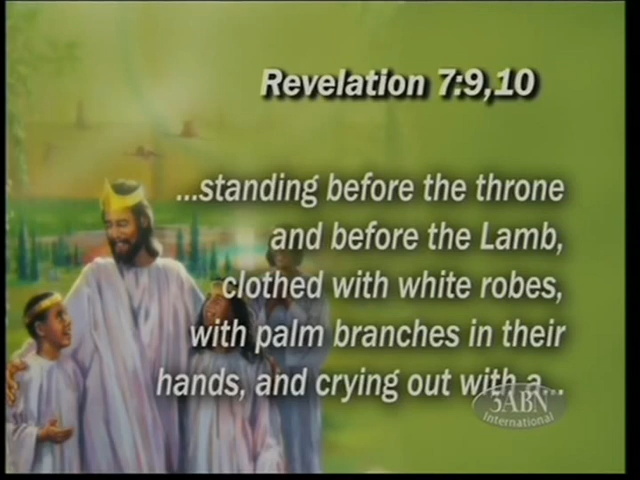 Revelation 7:9,10
...standing before the throne
and before the Lamb,
clothed with white robes,
with palm branches in their
hands, and crying out with a...
3ABN
International